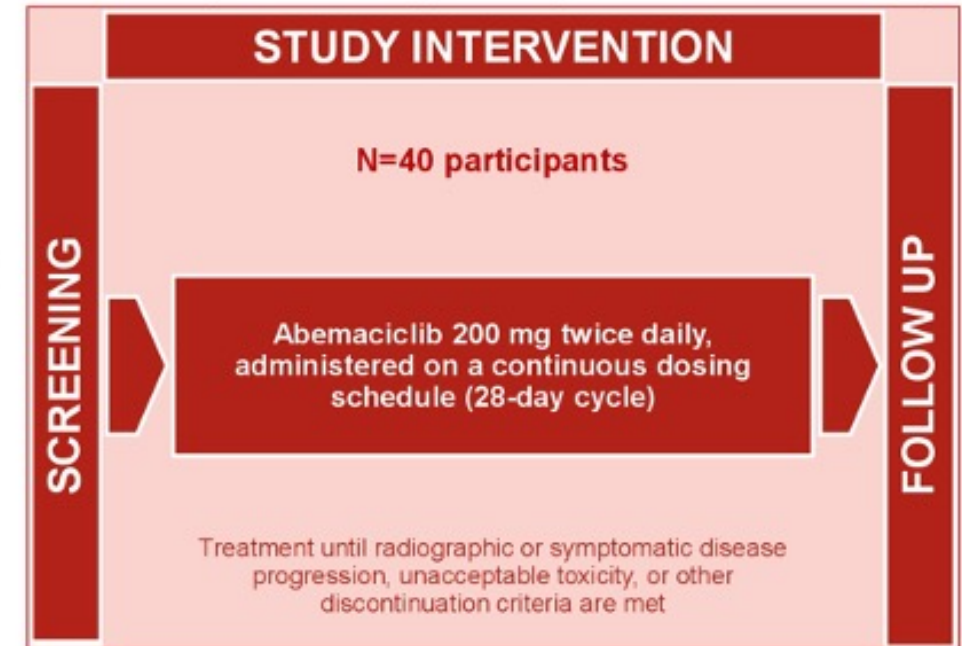 STUDY INTERVENTION
SCREENING
N=40 participants
Abemaciclib 200 mg twice daily,
administered on a continuous dosing
schedule (28-day cycle)
Treatment until radiographic or symptomatic disease
progression, unacceptable toxicity, or other
discontinuation criteria are met
FOLLOW UP